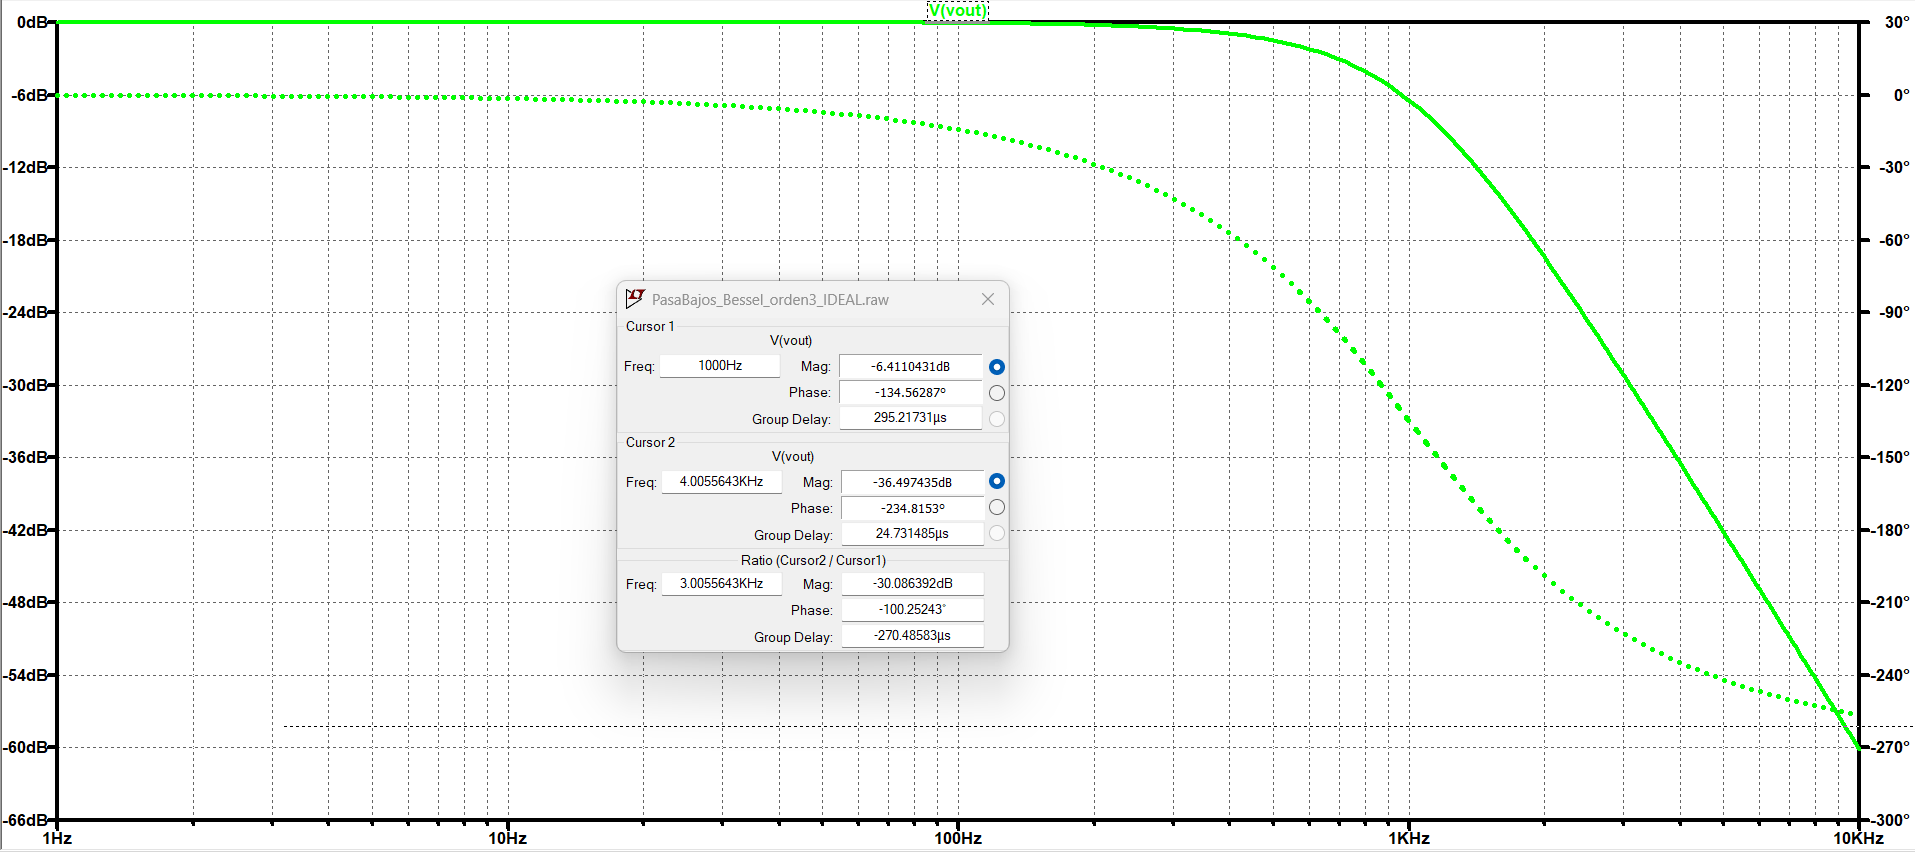 V(vout)
0dB
-6dB
-12dB
-18dB
-24dB
-30dB
-36dB
-42dB
-48dB
-54dB
-60dB
-66dB
30°
0°
-30°
-60°
-90°
-120°
-150°
-180°
-210°
-240°
-270°
-300°
PasaBajos_Bessel_orden3_IDEAL.raw
Cursor 1
V(vout)
Freq: 1000Hz Mag: -6.4110431dB
Phase: -134.56287º
Group Delay: 295.21731µs
Cursor 2
V(vout)
Freq: 4.0055643KHz Mag: -36.497435dB
Phase: -234.8153º
Group Delay: 24.731485µs
Ratio (Cursor2 / Cursor1)
Freq: 3.0055643KHz Mag: -30.086392dB
Phase: -100.25243°
Group Delay: -270.48583µs
1Hz 10Hz 100Hz 1KHz 10KHz